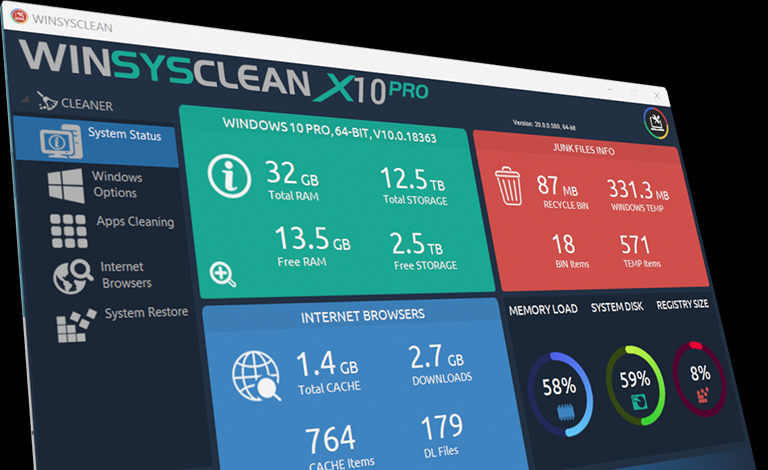 WINSYSCLEAN
WINSYSCLEAN X10 PRO
CLEANER
System Status
Windows
Options
Apps Cleaning
Internet
Browsers
System Restore
WINDOWS 10 PRO, 64-BIT, V10.0.18363
32 GB
Total RAM
12.5 TB
Total STORAGE
13.5 GB
Free RAM
2.5 TB
Free STORAGE
Version: 20.0.0.500, 64-bit
JUNK FILES INFO
87 MB
RECYCLE BIN
331.3 MB
WINDOWS TEMP
18
BIN Items
571
TEMP Items
INTERNET BROWSERS
1.4 GB
Total CACHE
2.7 GB
DOWNLOADS
764
CACHE Items
179
DL Files
MEMORY LOAD
58%
SYSTEM DISK
59%
REGISTRY SIZE
8%